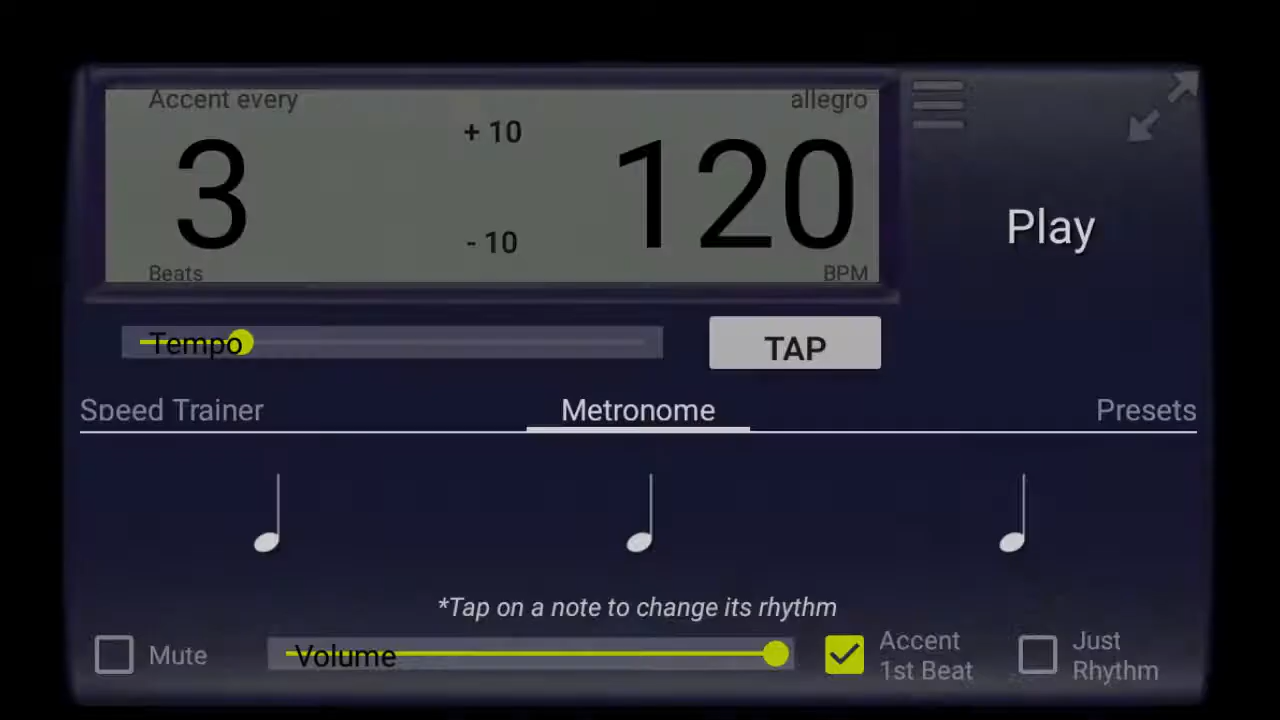 Accent every
allegro
+ 10
3
120
- 10
Beats
BPM
Play
Tempo
TAP
Speed Trainer
Metronome
Presets
*Tap on a note to change its rhythm
Mute
Volume
Accent
1st Beat
Just
Rhythm